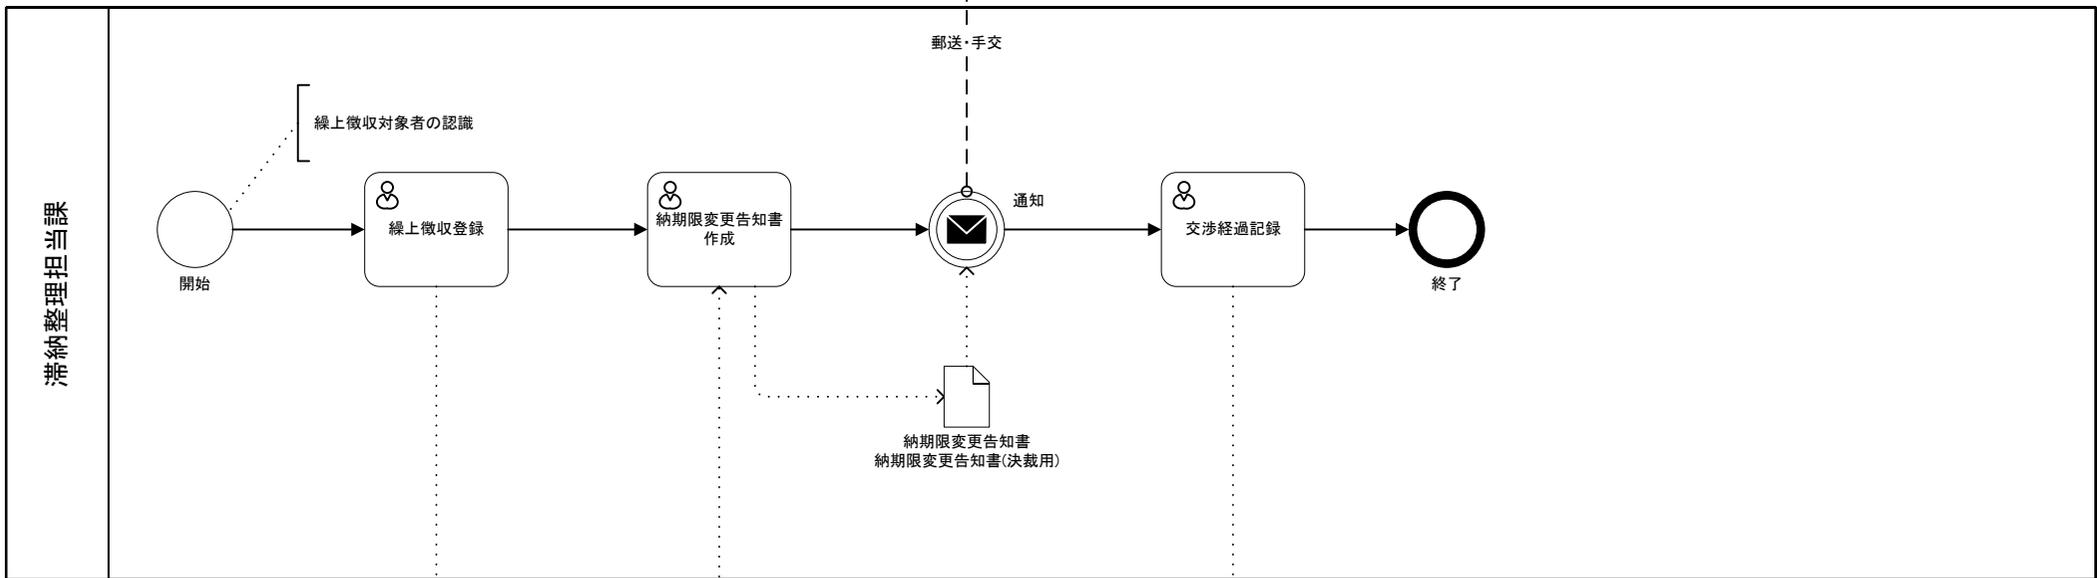 滞納整理担当課
郵送・手交
繰上徴収対象者の認識
開始
繰上徴収登録
納期限変更告知書
作成
通知
交渉経過記録
終了
納期限変更告知書
納期限変更告知書(決裁用)